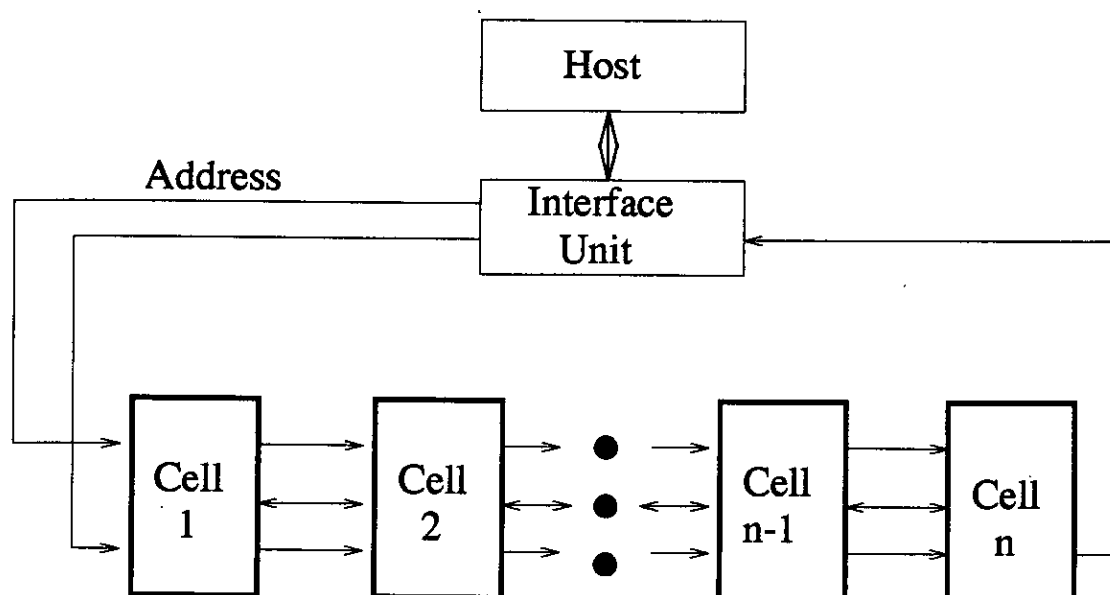 Host
Address
Interface
Unit
Cell
1
Cell
2
Cell
n-1
Cell
n